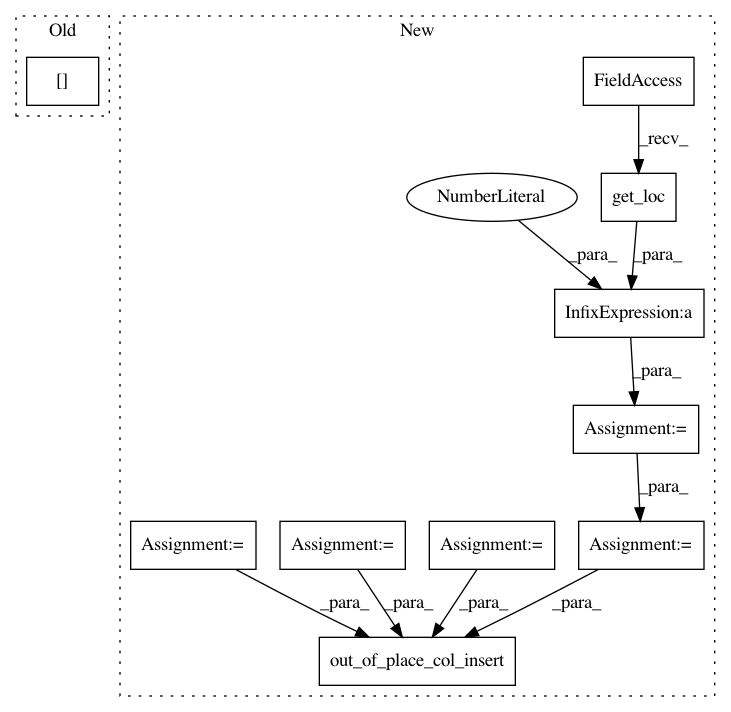 Old
New
[]
FieldAccess
_recv_
NumberLiteral
get_loc
_para_
_para_
InfixExpression:a
_para_
Assignment:=
_para_
Assignment:=
Assignment:=
Assignment:=
Assignment:=
_para_
_para_
_para_
_para_
out_of_place_col_insert